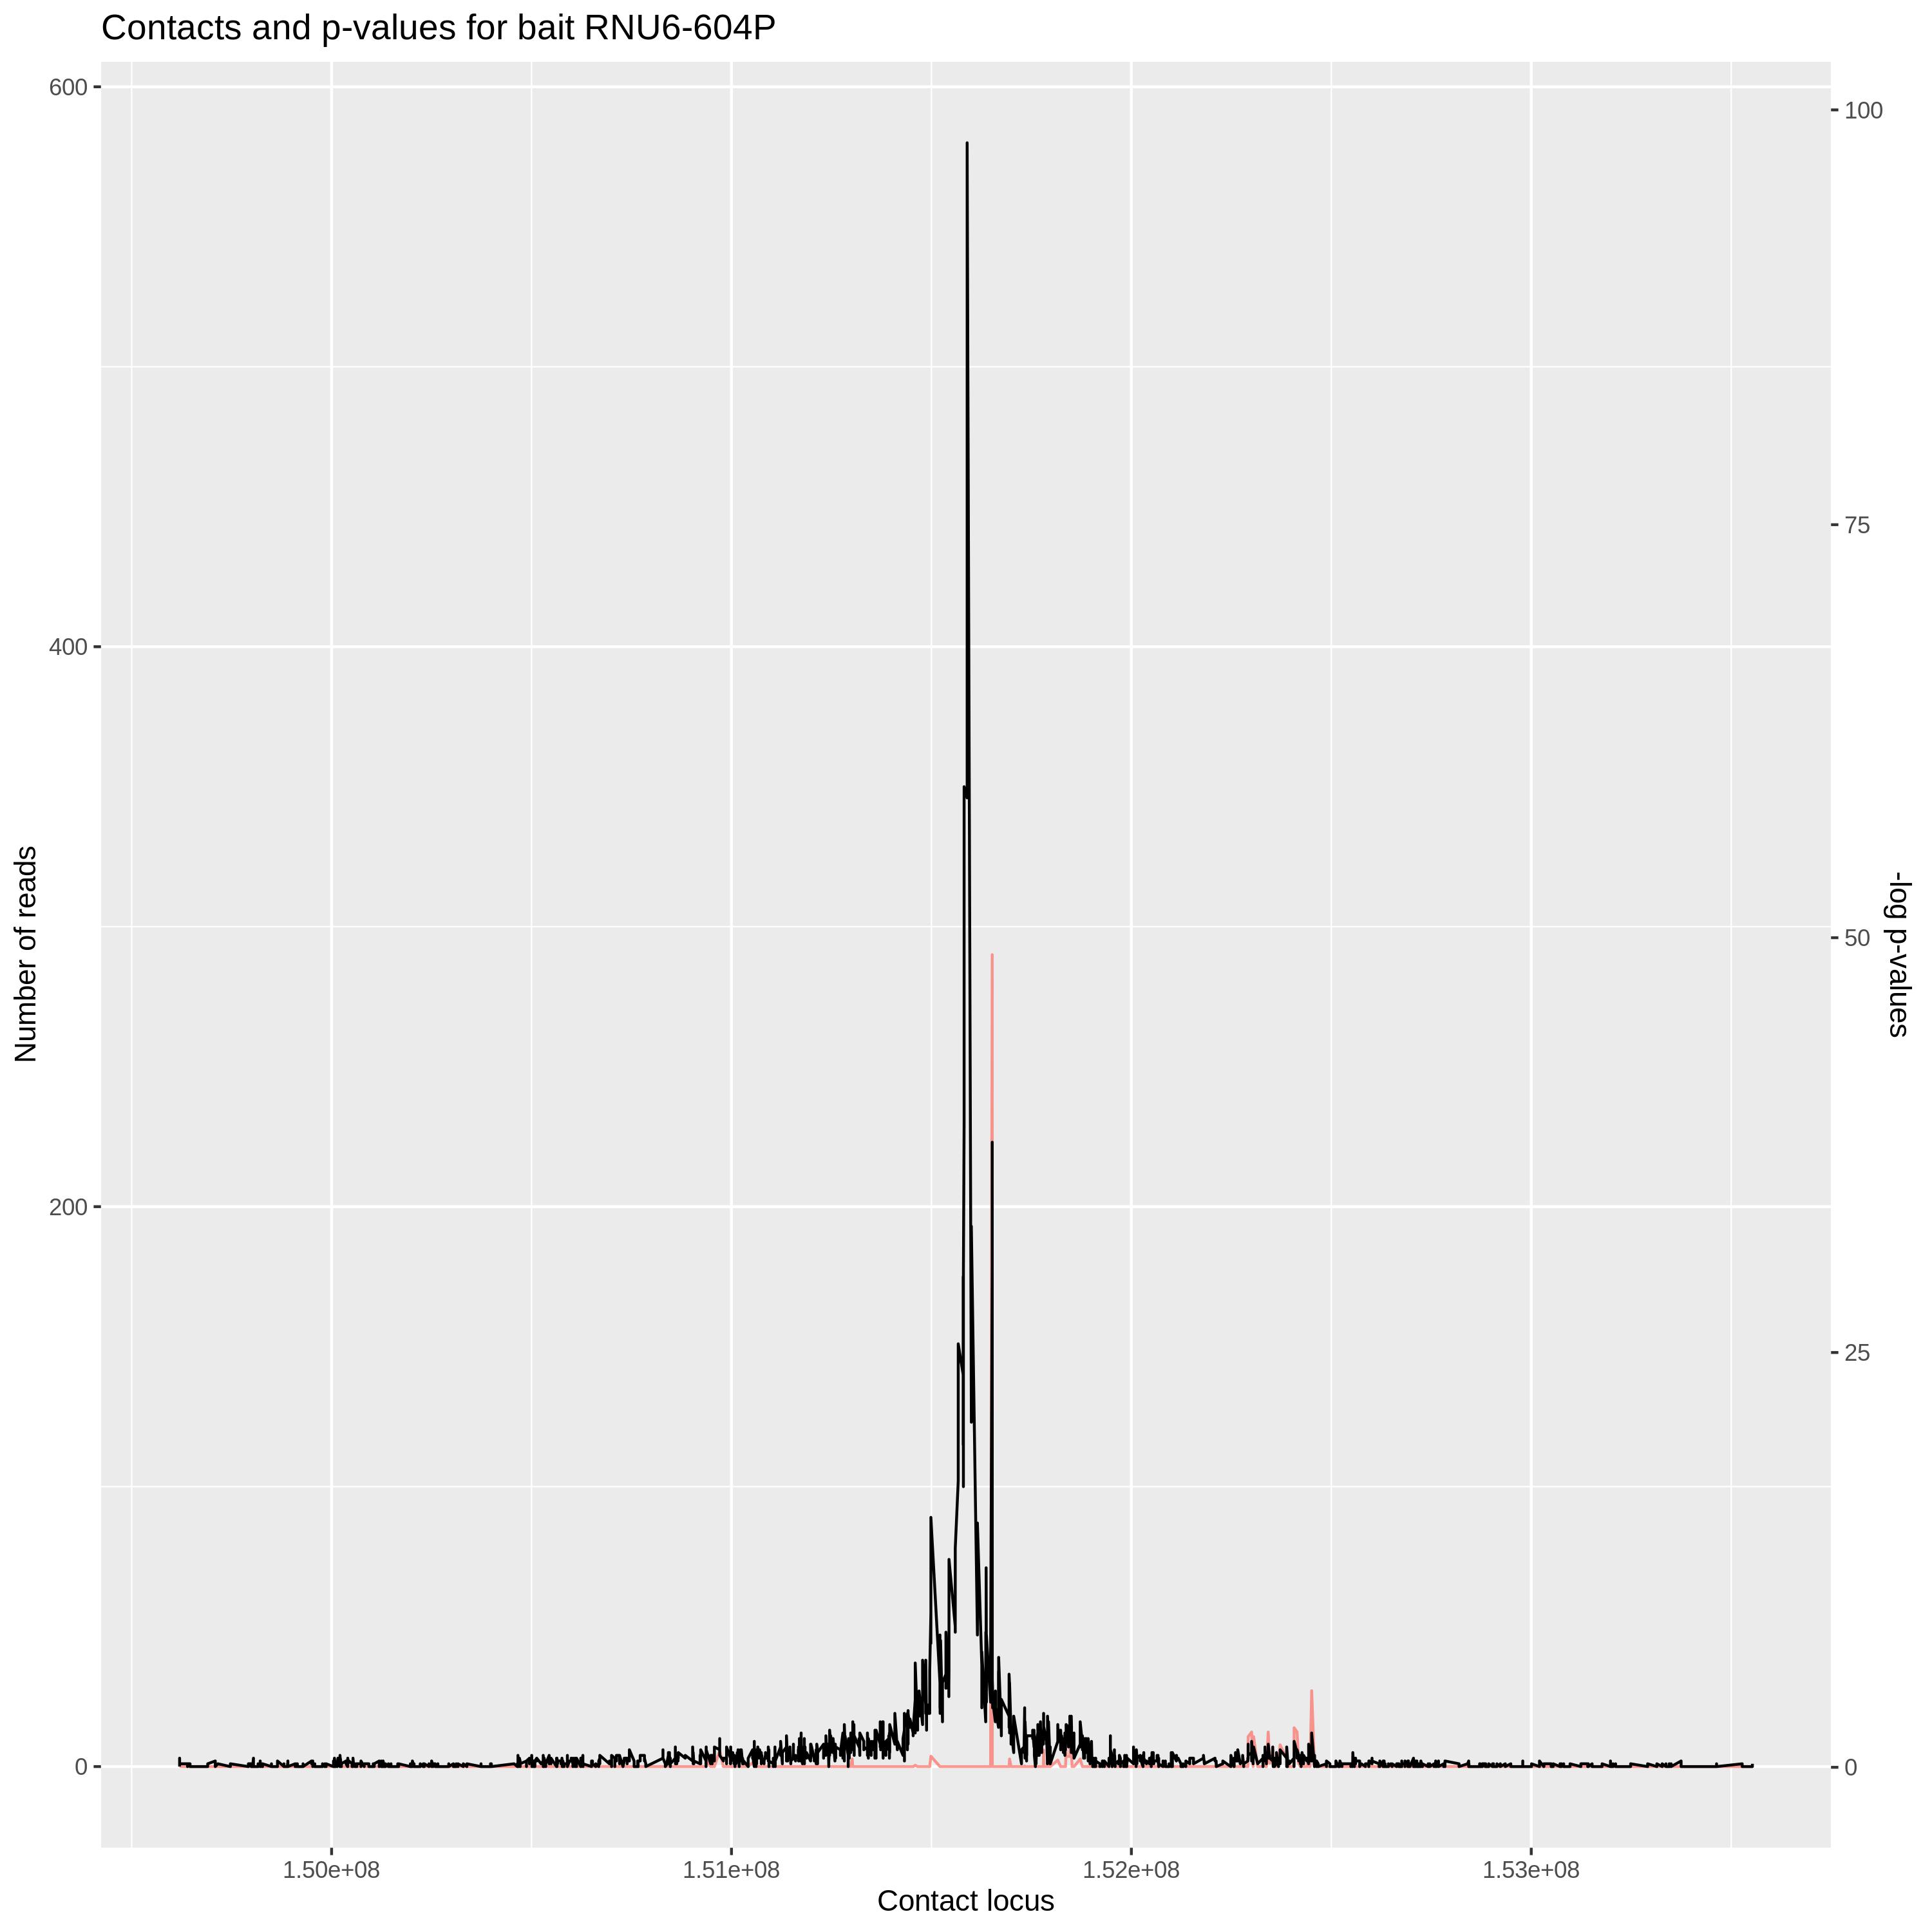 Contacts and p-values for bait RNU6-604P
600
400
200
0
100
75
50
25
0
Number of reads
-log p-values
1.50e+08
1.51e+08
1.52e+08
1.53e+08
Contact locus